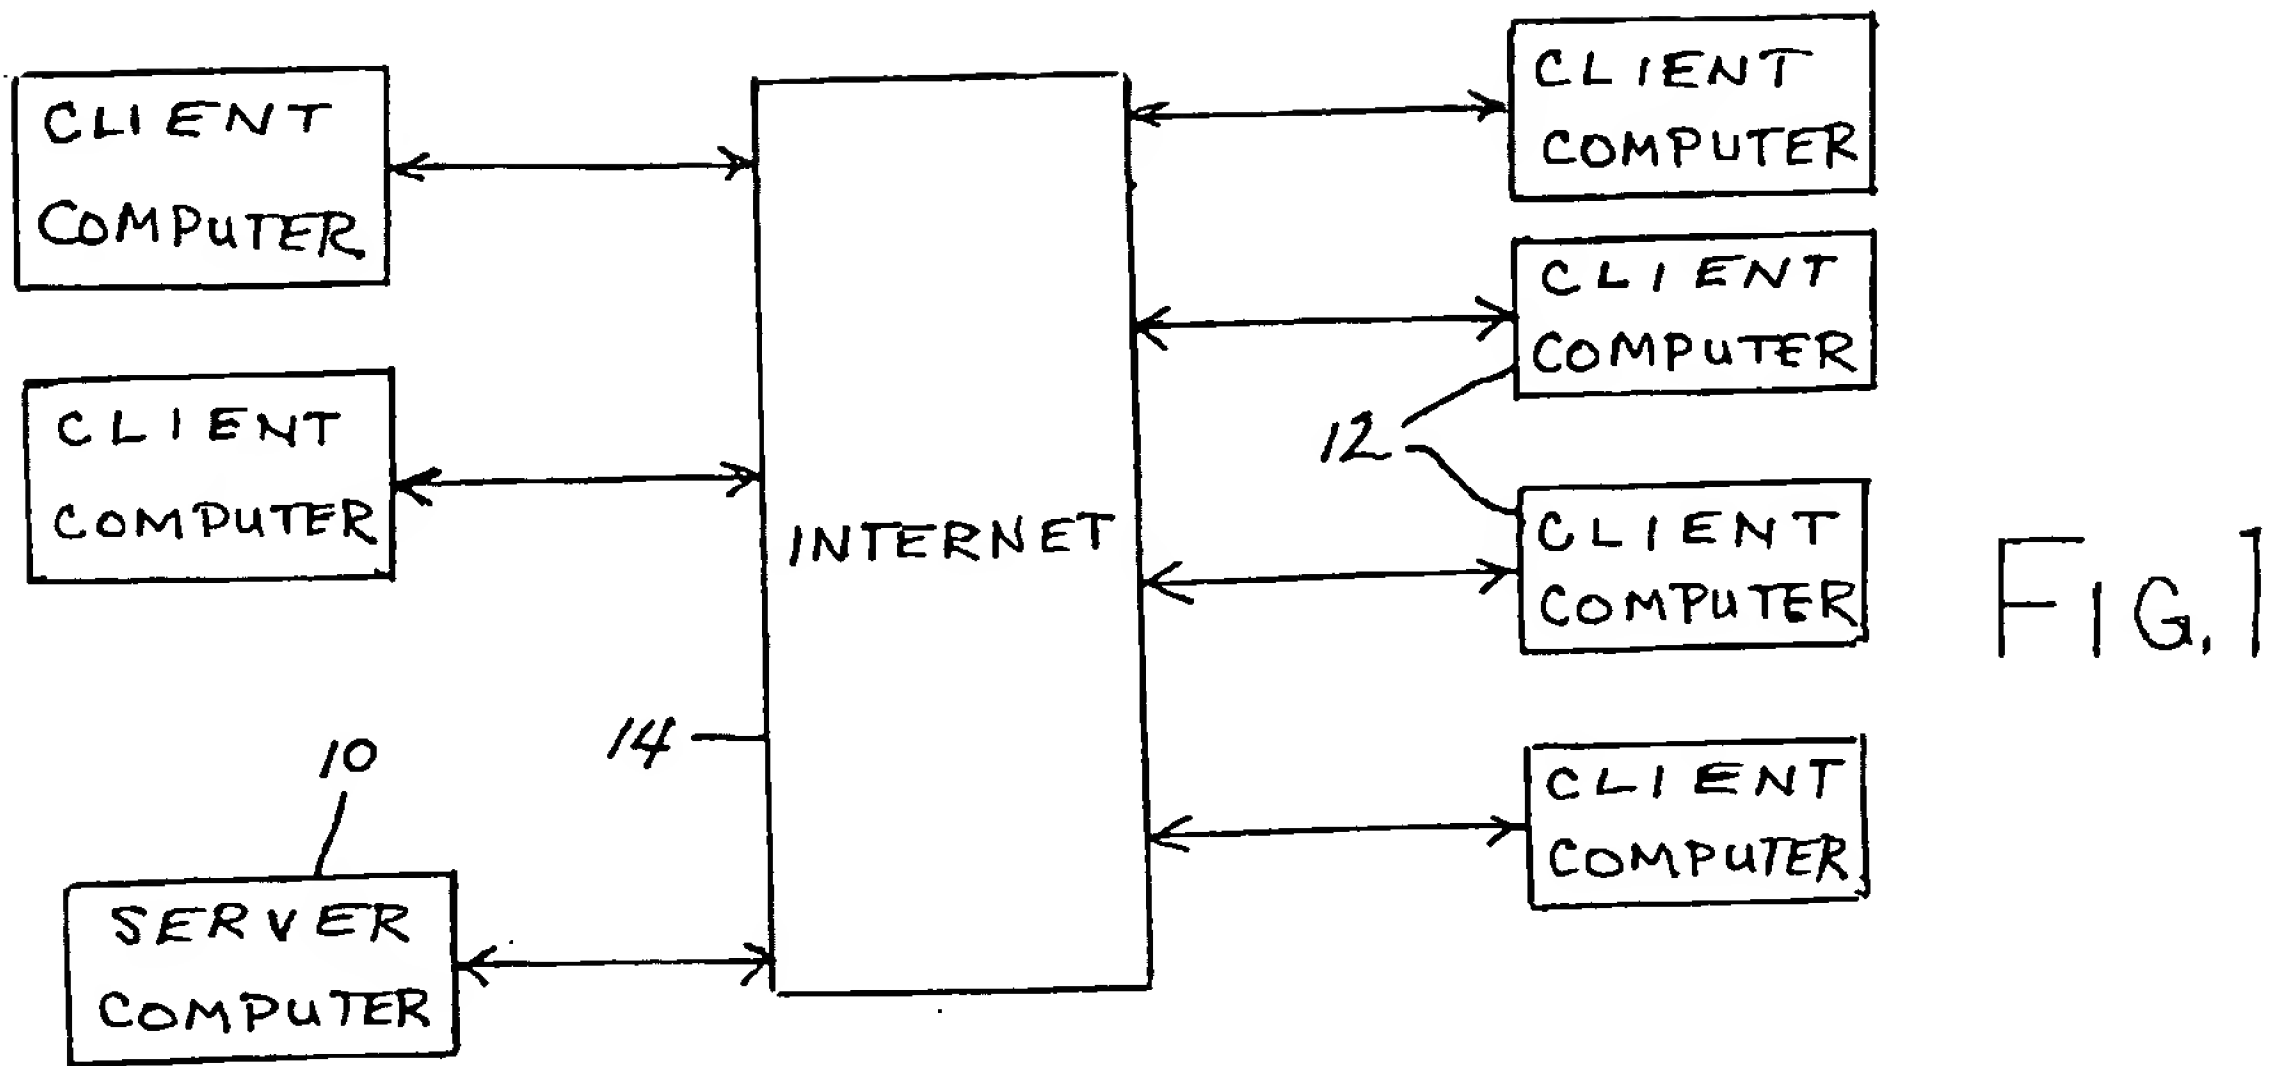 CLIENT
COMPUTER
CLIENT
COMPUTER
10
SERVER
COMPUTER
INTERNET
14
CLIENT
COMPUTER
CLIENT
COMPUTER
12
CLIENT
COMPUTER
CLIENT
COMPUTER
FIG. 1